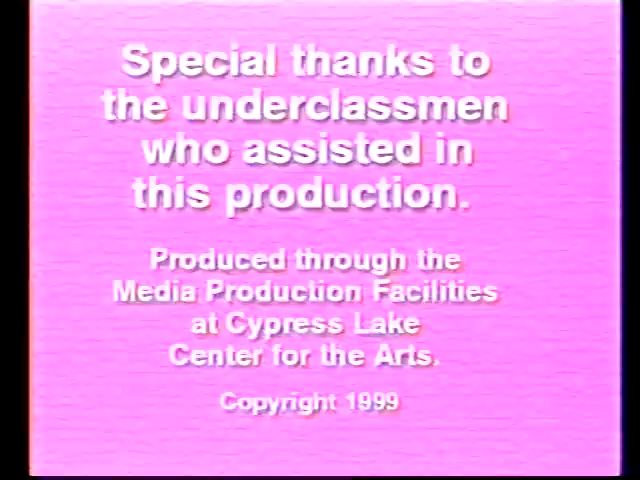 Special thanks to
the underclassmen
who assisted in
this production.
Produced through the
Media Production Facilities
at Cypress Lake
Center for the Arts.
Copyright 1999